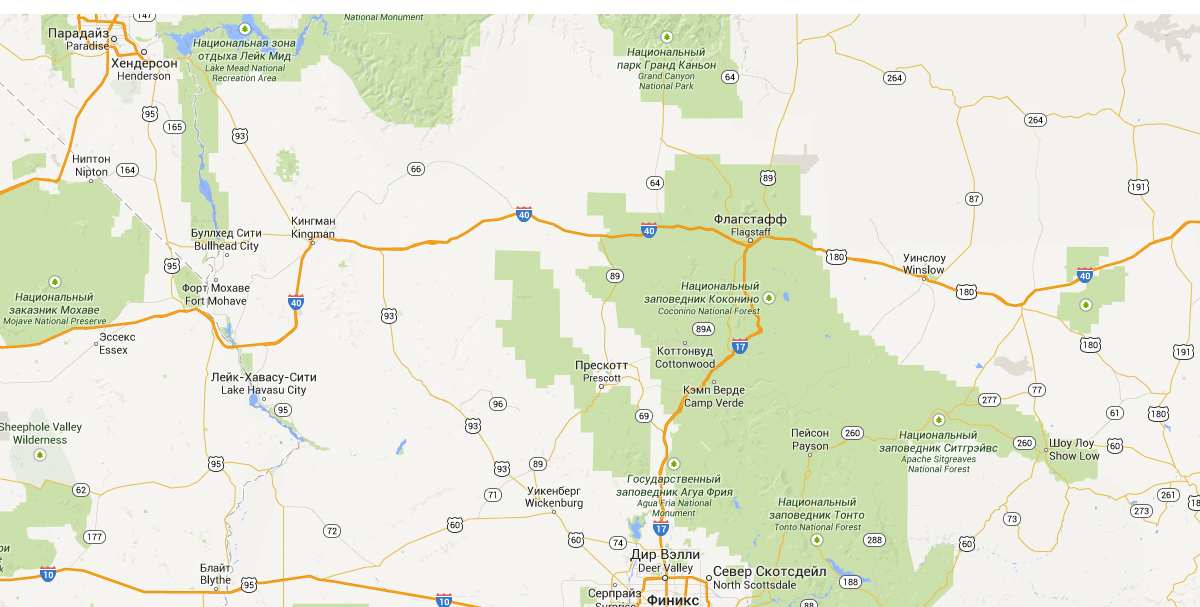 147
National Monument
Парадайз
Paradise
Хендерсон
Henderson
Национальная зона
отдыха Лейк Мид
Lake Mead National
Recreation Area
Национальный
парк Гранд Каньон
Grand Canyon
National Park
64
264
95
165
93
264
Ниптон
Nipton
164
66
64
89
191
87
Кингман
Kingman
40
40
Флагстафф
Flagstaff
Буллхед Сити
Bullhead City
95
180
Уинслоу
Winslow
40
89
180
Форт Мохаве
Fort Mohave
Национальный
заказник Мохаве
Mojave National Preserve
40
Национальный
заповедник Коконино
Coconino National Forest
93
89A
17
Эссекс
Essex
Коттонвуд
Cottonwood
180
191
Прескотт
Prescott
Лейк-Хавасу-Сити
Lake Havasu City
95
Кэмп Верде
Camp Verde
96
69
277
77
61
180
93
Sheephole Valley
Wilderness
Пейсон
Payson
260
Национальный
заповедник Ситгрэйвс
Apache Sitgreaves
National Forest
260
Шоу Лоу
Show Low
60
95
93
89
62
71
Государственный
заповедник Агуа Фрия
Agua Fria National
Monument
Уикенберг
Wickenburg
261
273
72
60
17
Национальный
заповедник Тонто
Tonto National Forest
73
177
60
74
288
60
Дир Вэлли
Deer Valley
Блайт
Blythe
10
95
Север Скотсдейл
North Scottsdale
188
Серпрайз
Surprise
10
Финикс
88